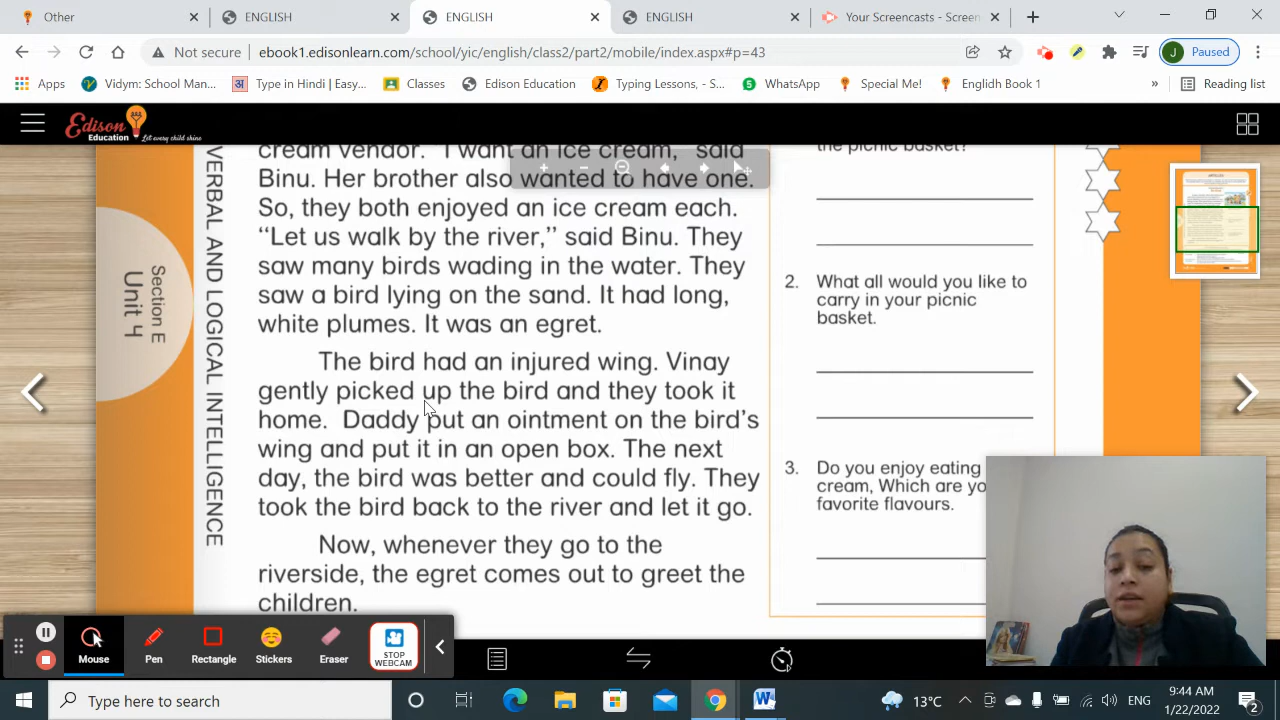 Other
ENGLISH
ENGLISH
ENGLISH
Your Screencasts - Screen
Not secure
ebook1.edisonlearn.com/school/vic/english/class2/part2/mobile/index.aspx#p=43
J
Paused
Apps
Vidym: School Man...
Type in Hindi | Easy...
Classes
Edison Education
Typing Lessons, - S...
WhatsApp
Special Me!
Englidh Book 1
»
Reading list
Edison
Education
Let every child shine
cream vendor. "I want an ice cream," said
Binu. Her brother also wanted to have one.
So, they both enjoyed an ice cream each.
"Let us walk by the river," said Binu. They
saw many birds wading in the water. They
saw a bird lying on the sand. It had long,
white plumes. It was an egret.
The bird had an injured wing. Vinay
gently picked up the bird and they took it
home. Daddy put an ointment on the bird's
wing and put it in an open box. The next
day, the bird was better and could fly. They
took the bird back to the river and let it go.
Now, whenever they go to the
riverside, the egret comes out to greet the
children.
Section E
Unit 4
VERBAL AND LOGICAL INTELLIGENCE
the picnic basket?
2. What all would you like to
carry in your picnic
basket.
3. Do you enjoy eating
cream, Which are yo
favorite flavours.
Mouse
Pen
Rectangle
Stickers
Eraser
STOP
WEBCAM
Type here to search
13°C
ENG
9:44 AM
1/22/2022
2